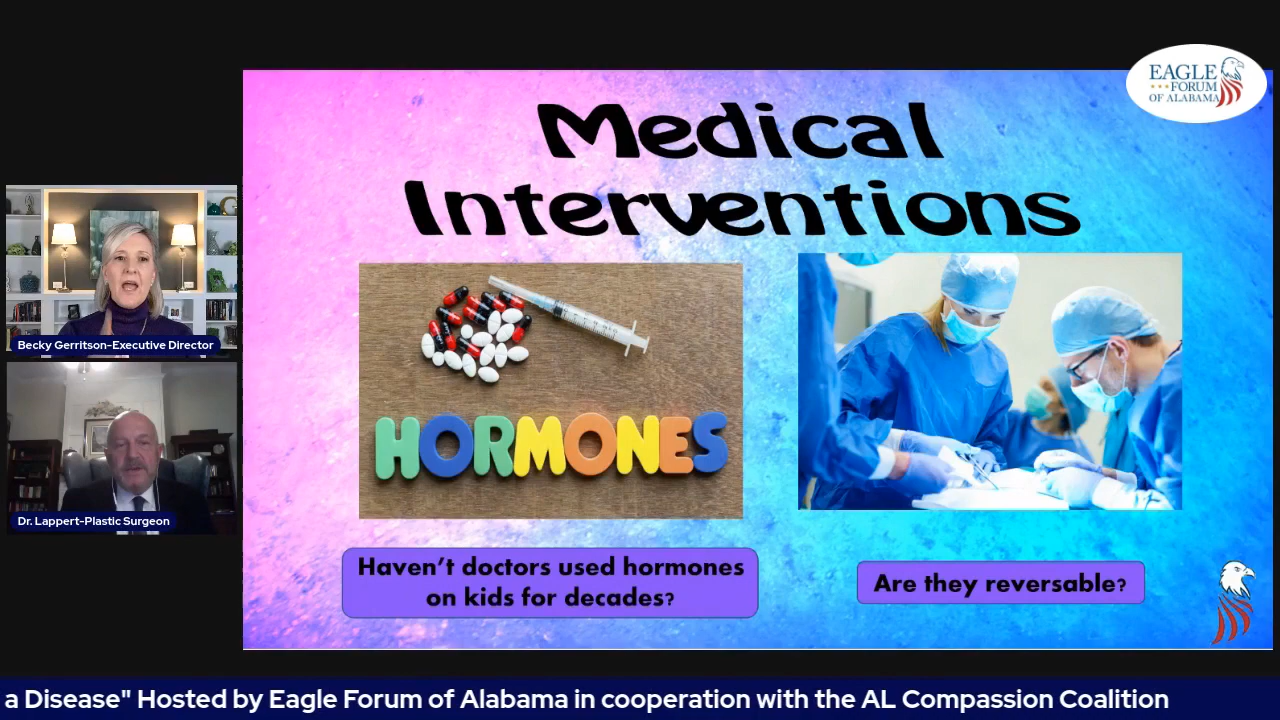 EAGLE
FORUM
OF ALABAMA
Medical
Interventions
HORMONES
Haven't doctors used hormones
on kids for decades?
Are they reversable?
Becky Gerritson-Executive Director
Dr. Lappert-Plastic Surgeon
a Disease" Hosted by Eagle Forum of Alabama in cooperation with the AL Compassion Coalition